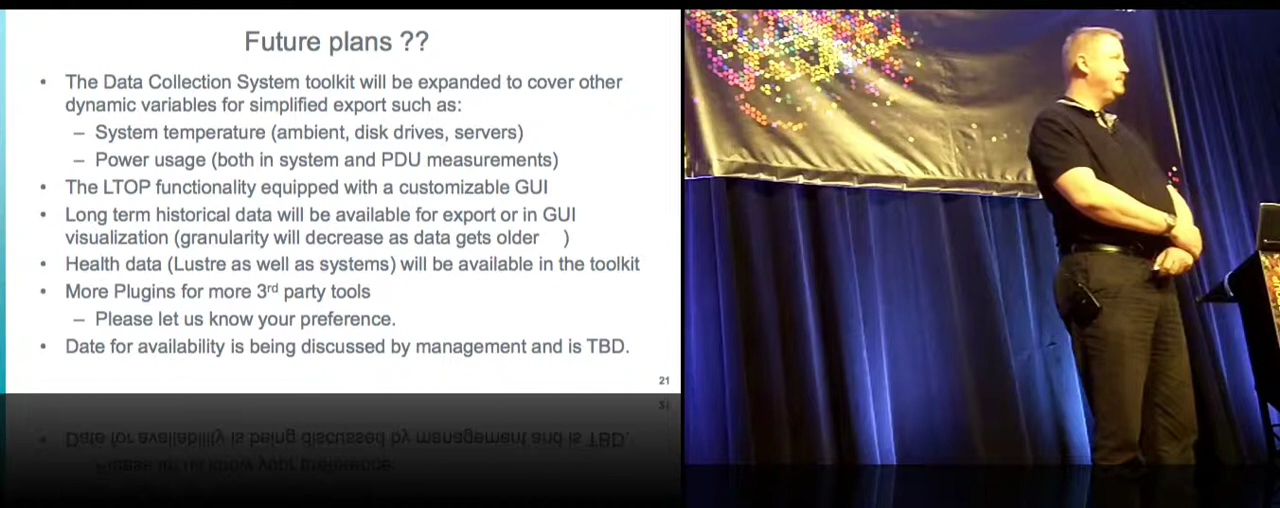 Future plans ??
• The Data Collection System toolkit will be expanded to cover other
dynamic variables for simplified export such as:
– System temperature (ambient, disk drives, servers)
– Power usage (both in system and PDU measurements)
• The LTOP functionality equipped with a customizable GUI
• Long term historical data will be available for export or in GUI
visualization (granularity will decrease as data gets older )
• Health data (Lustre as well as systems) will be available in the toolkit
• More Plugins for more 3rd party tools
– Please let us know your preference.
• Date for availability is being discussed by management and is TBD.
21